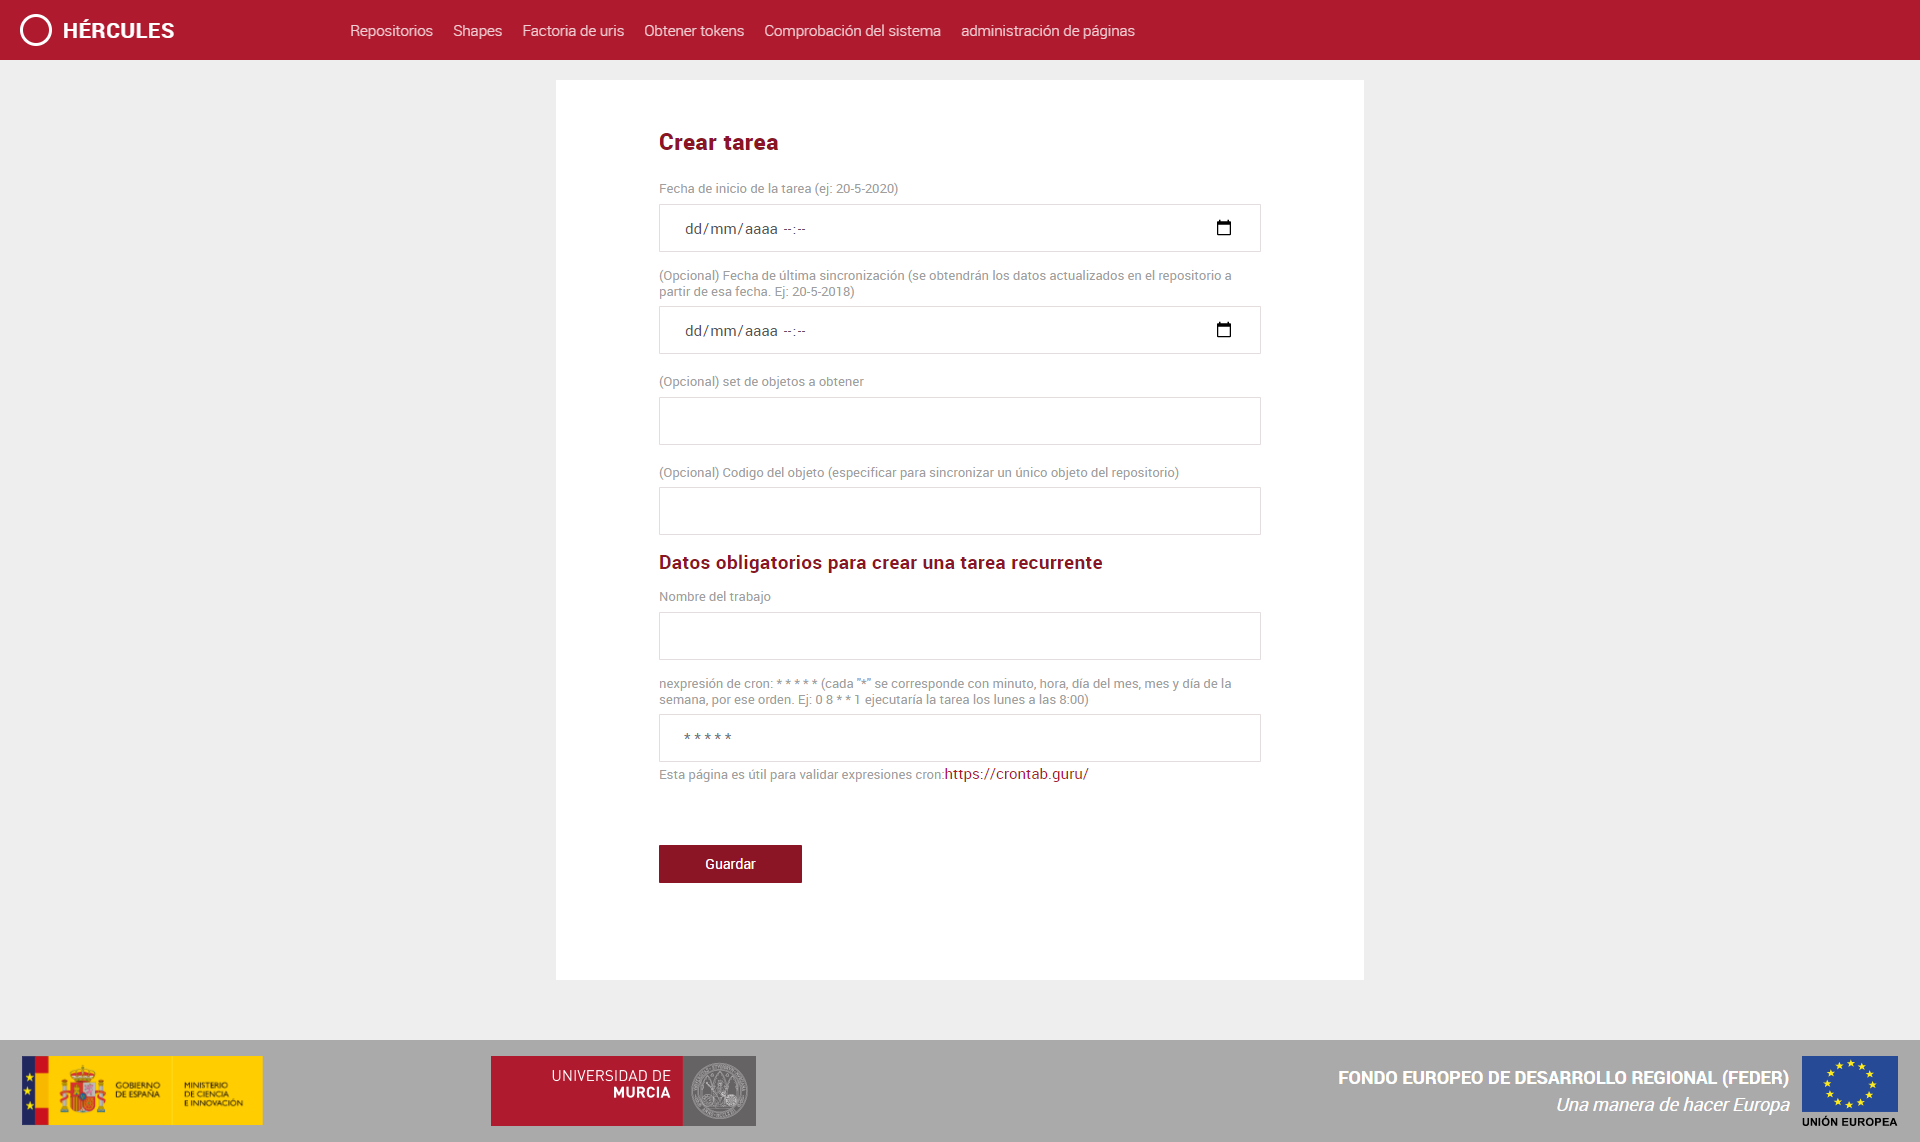 HÉRCULES
Repositorios Shapes Factoria de uris Obtener tokens Comprobación del sistema administración de páginas
Crear tarea
Fecha de inicio de la tarea (ej: 20-5-2020)
dd/mm/aaaa --:--
(Opcional) Fecha de última sincronización (se obtendrán los datos actualizados en el repositorio a
partir de esa fecha. Ej: 20-5-2018)
dd/mm/aaaa --:--
(Opcional) set de objetos a obtener
(Opcional) Codigo del objeto (especificar para sincronizar un único objeto del repositorio)
Datos obligatorios para crear una tarea recurrente
Nombre del trabajo
nexpresión de cron: * * * * * (cada "*" se corresponde con minuto, hora, día del mes, mes y día de la
semana, por ese orden. Ej: 0 8 * * 1 ejecutaría la tarea los lunes a las 8:00)
* * * * *
Esta página es útil para validar expresiones cron:https://crontab.guru/
Guardar
GOBIERNO
DE ESPAÑA
MINISTERIO
DE CIENCIA
E INNOVACIÓN
UNIVERSIDAD DE
MURCIA
FONDO EUROPEO DE DESARROLLO REGIONAL (FEDER)
Una manera de hacer Europa
UNIÓN EUROPEA